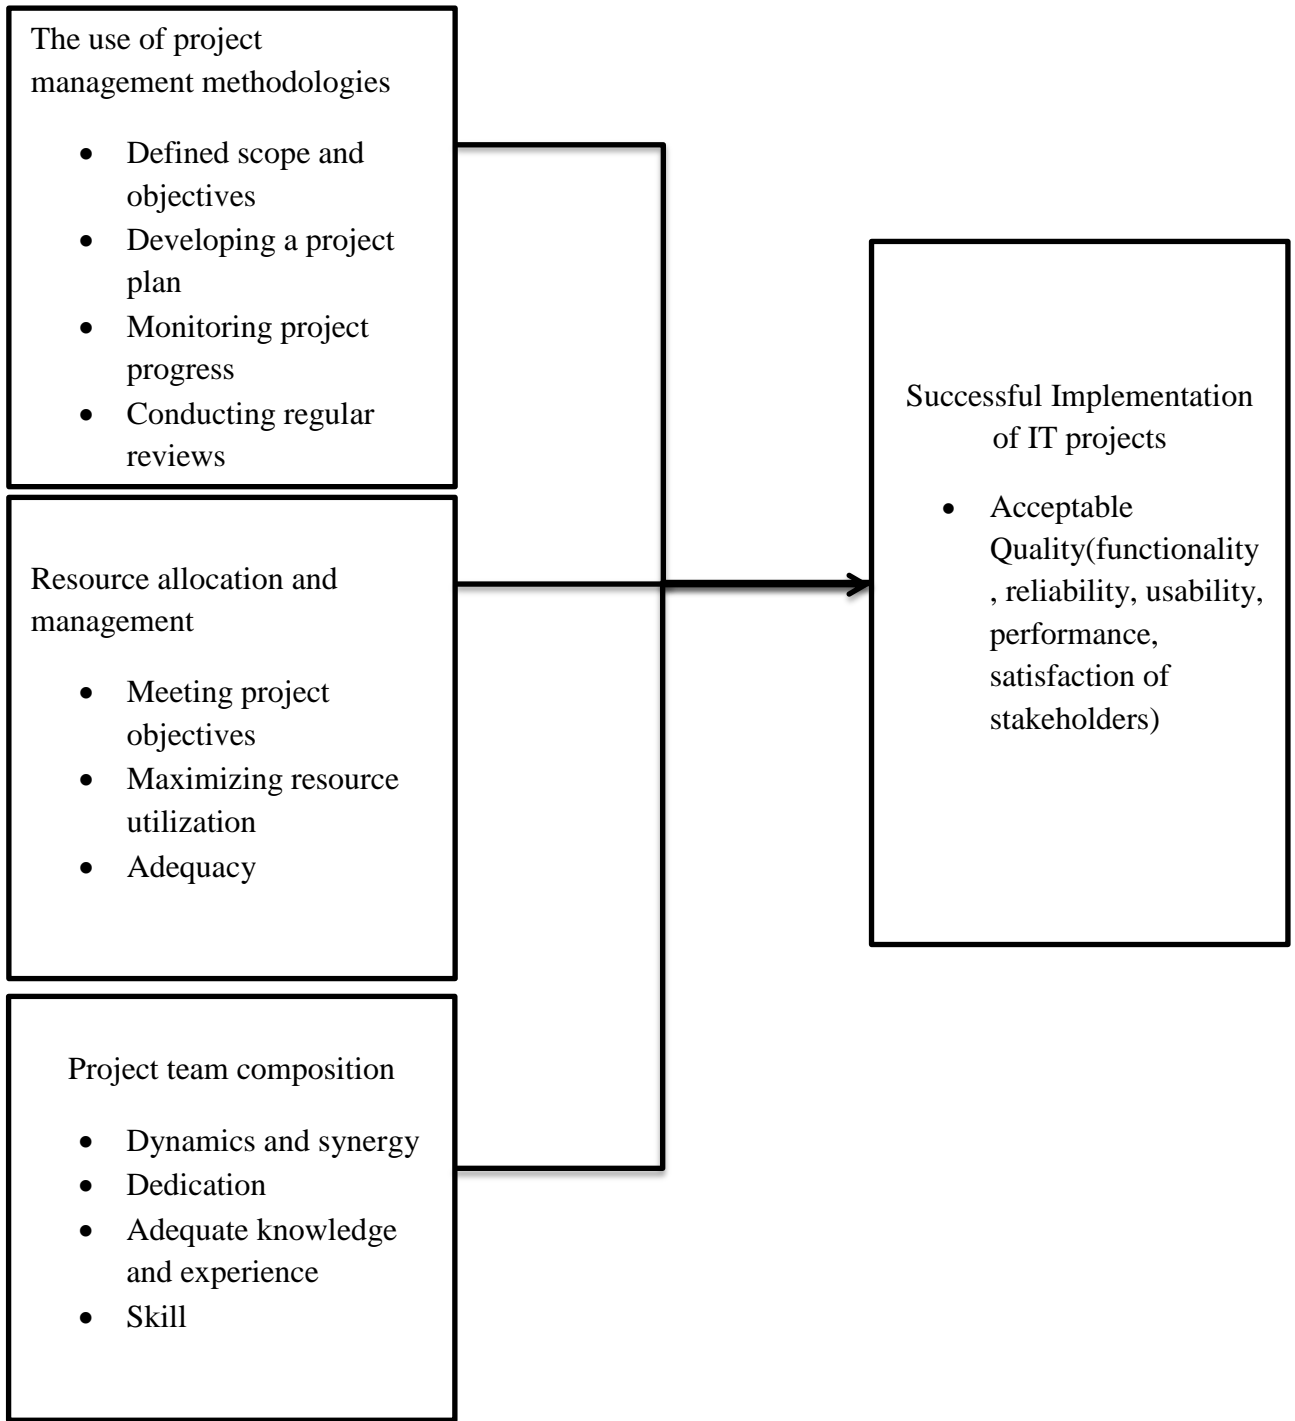 The use of project
management methodologies
• Defined scope and
objectives
• Developing a project
plan
• Monitoring project
progress
• Conducting regular
reviews
Resource allocation and
management
• Meeting project
objectives
• Maximizing resource
utilization
• Adequacy
Project team composition
• Dynamics and synergy
• Dedication
• Adequate knowledge
and experience
• Skill
Successful Implementation
of IT projects
• Acceptable
Quality(functionality
, reliability, usability,
performance,
satisfaction of
stakeholders)